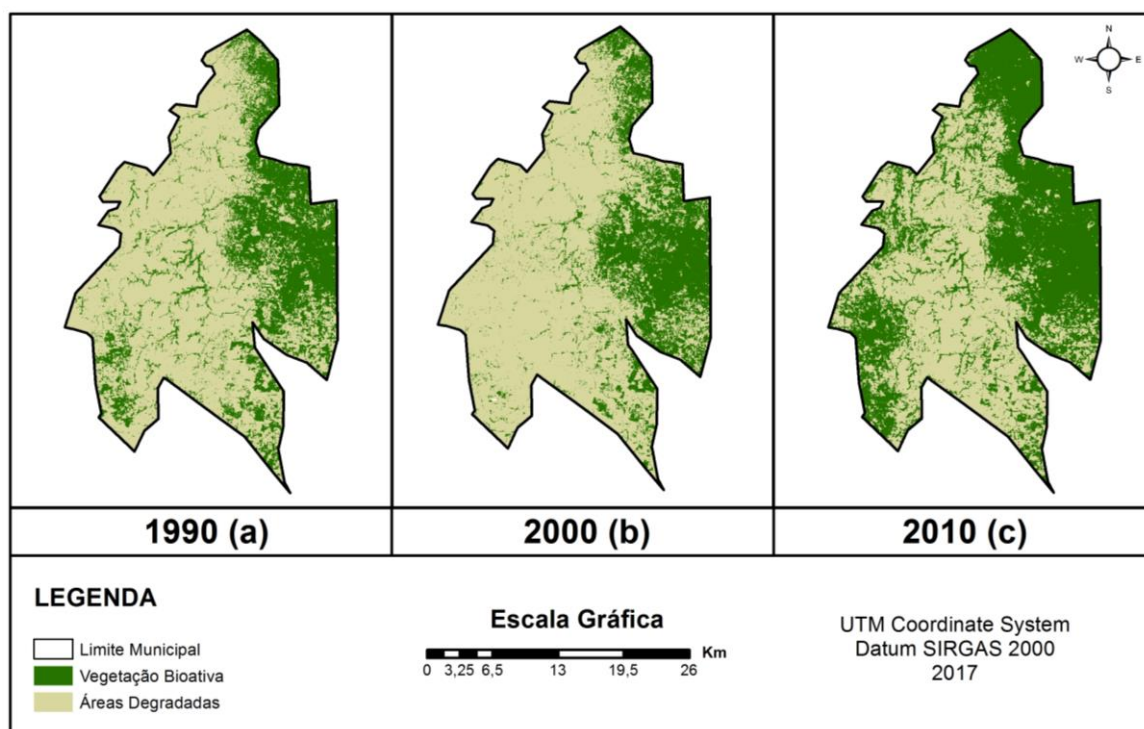 N
W E
S
1990 (a)
2000 (b)
2010 (c)
LEGENDA
Limite Municipal
Vegetação Bioativa
Áreas Degradadas
Escala Gráfica
Km
0 3,25 6,5 13 19,5 26
UTM Coordinate System
Datum SIRGAS 2000
2017